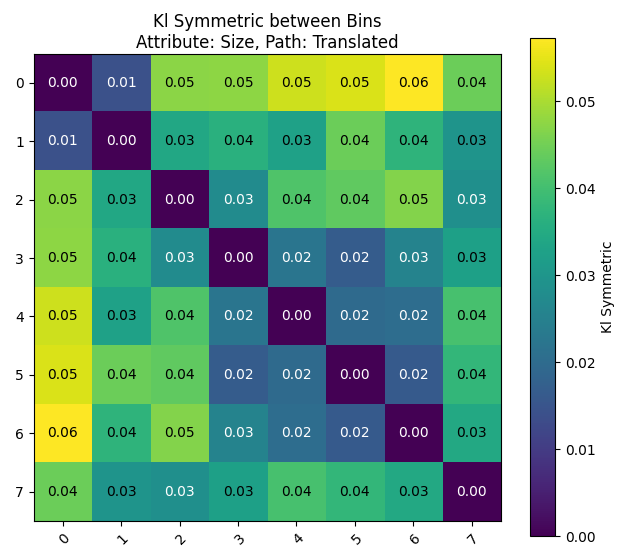 Kl Symmetric between Bins
Attribute: Size, Path: Translated
0 0.00 0.01 0.05 0.05 0.05 0.05 0.06 0.04
1 0.01 0.00 0.03 0.04 0.03 0.04 0.04 0.03
2 0.05 0.03 0.00 0.03 0.04 0.04 0.05 0.03
3 0.05 0.04 0.03 0.00 0.02 0.02 0.03 0.03
4 0.05 0.03 0.04 0.02 0.00 0.02 0.02 0.04
5 0.05 0.04 0.04 0.02 0.02 0.00 0.02 0.04
6 0.06 0.04 0.05 0.03 0.02 0.02 0.00 0.03
7 0.04 0.03 0.03 0.03 0.04 0.04 0.03 0.00
0 1 2 3 4 5 6 7
0.05
0.04
0.03
0.02
0.01
0.00
Kl Symmetric